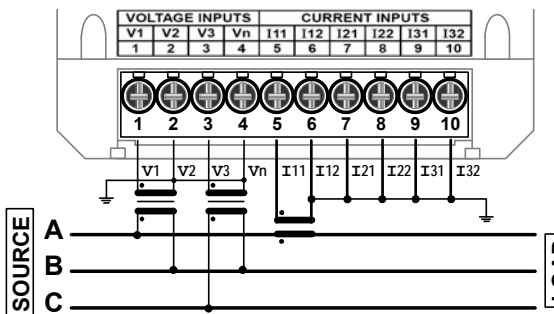 VOLTAGE INPUTS CURRENT INPUTS
V1 V2 V3 Vn I11 I12 I21 I22 I31 I32
1 2 3 4 5 6 7 8 9 10
1 2 3 4 5 6 7 8 9 10
V1 V2 V3 Vn I11 I12 I21 I22 I31 I32
SOURCE
A
B
C